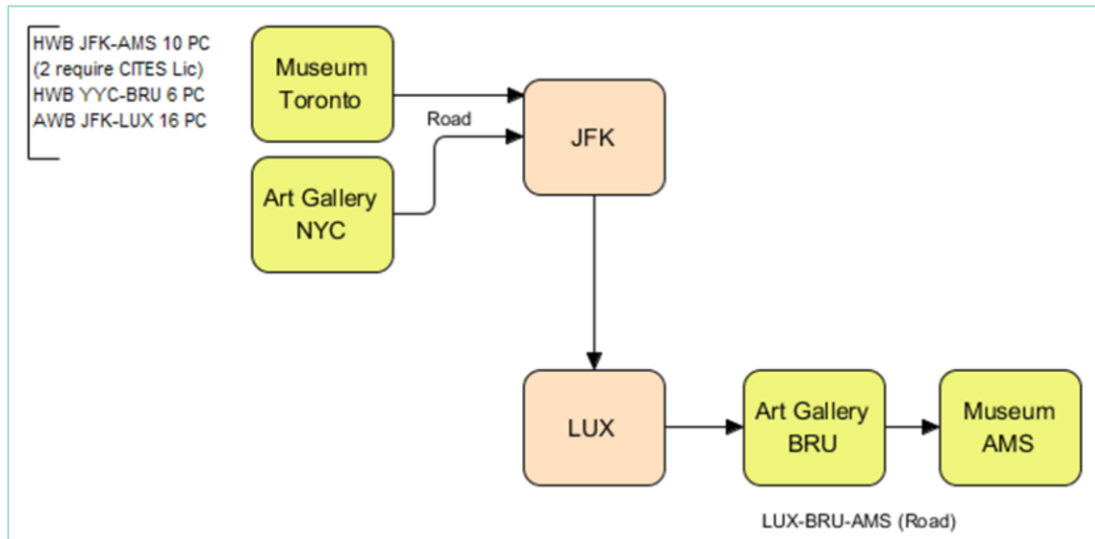 HWB JFK-AMS 10 PC
(2 require CITES Lic)
HWB YYC-BRU 6 PC
AWB JFK-LUX 16 PC
Museum
Toronto
Road
JFK
Art Gallery
NYC
LUX
Art Gallery
BRU
Museum
AMS
LUX-BRU-AMS (Road)